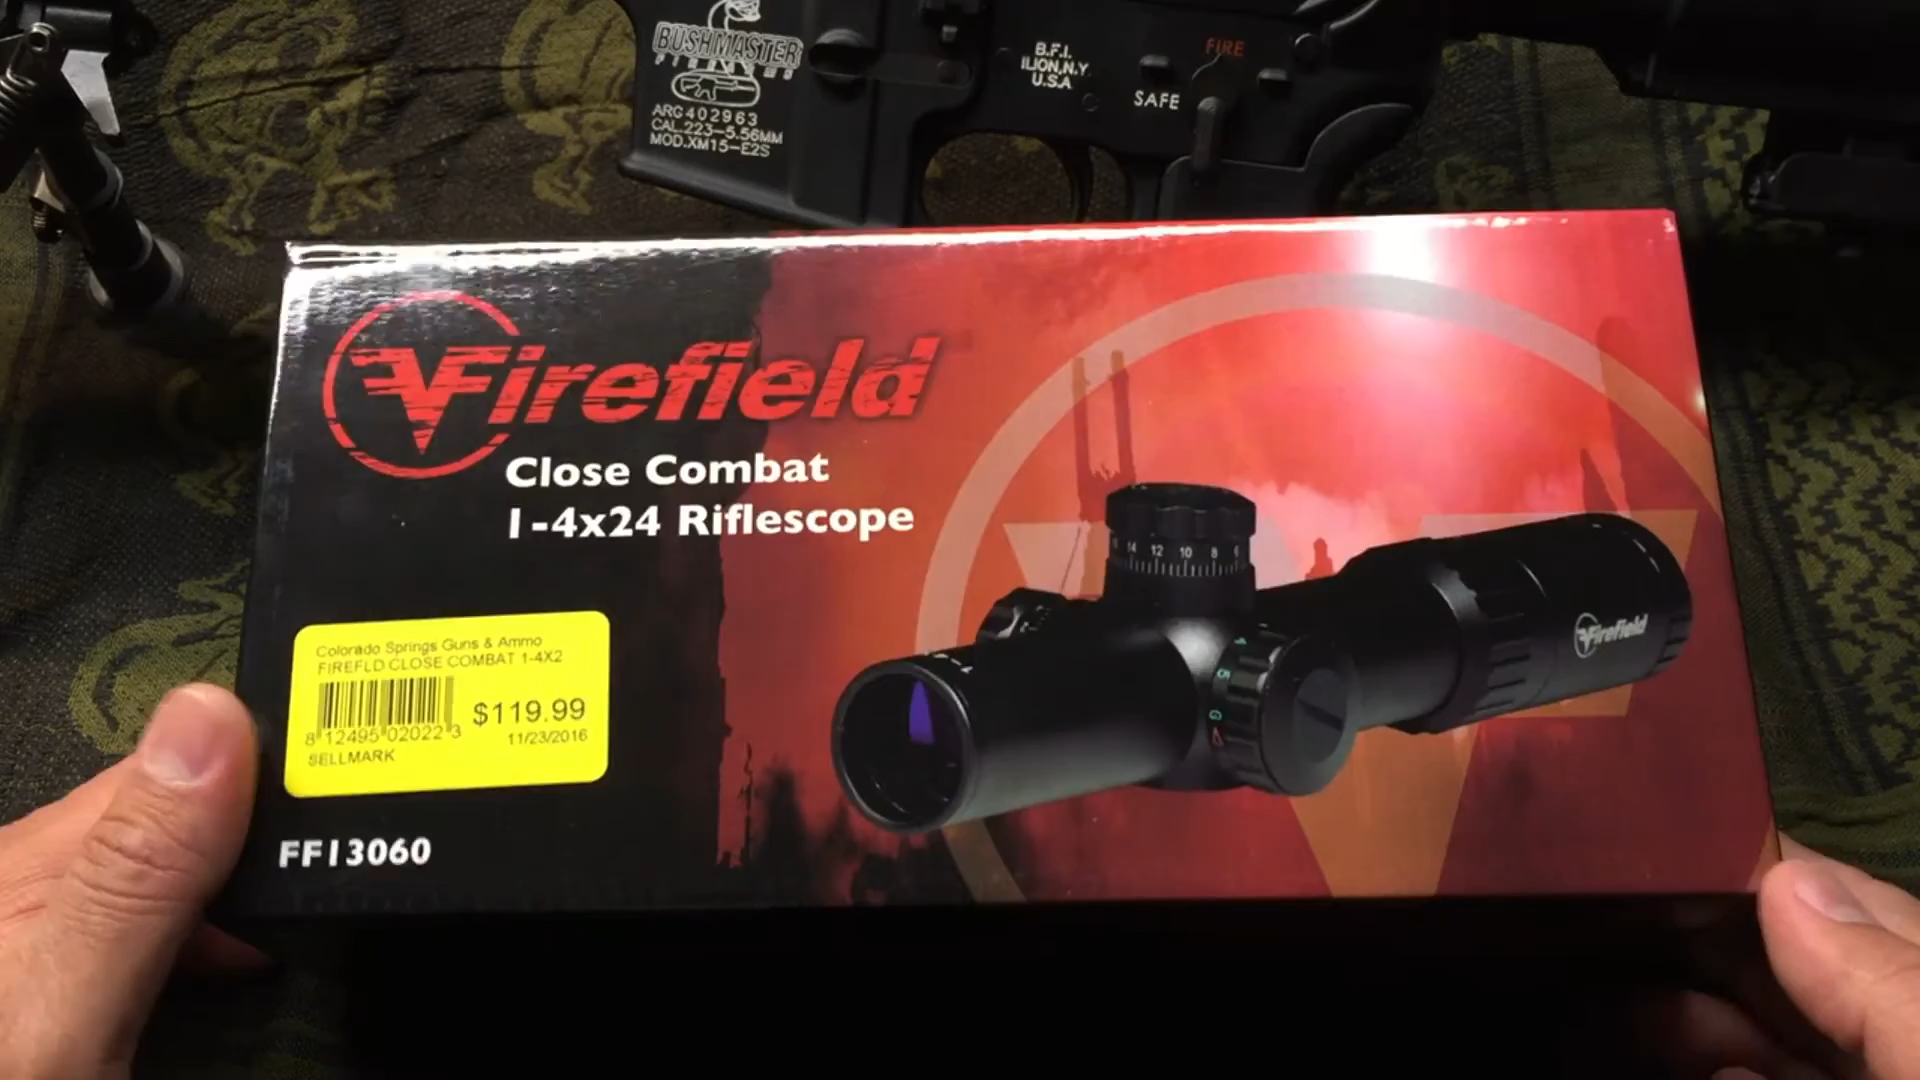 BUSHMASTER
FIREARMS
ARG402963
CAL.223-5.56MM
MOD.XM15-E2S
B.F.I.
ILION,N.Y.
U.S.A
FIRE
SAFE
Firefield
Close Combat
1-4x24 Riflescope
14 12 10 8 6
Firefield
Colorado Springs Guns & Ammo
FIREFLD CLOSE COMBAT 1-4X2
$119.99
8 12495 02022 3
11/23/2016
SELLMARK
FF13060